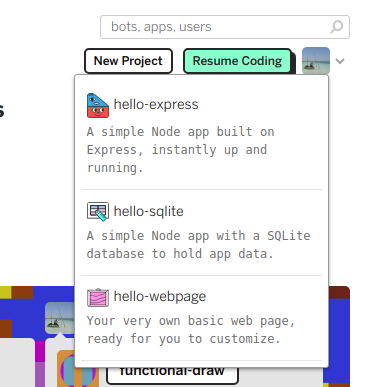 bots, apps, users
New Project
Resume Coding
s
hello-express
A simple Node app built on
Express, instantly up and
running.
hello-sqlite
A simple Node app with a SQLite
database to hold app data.
hello-webpage
Your very own basic web page,
ready for you to customize.
functional-draw